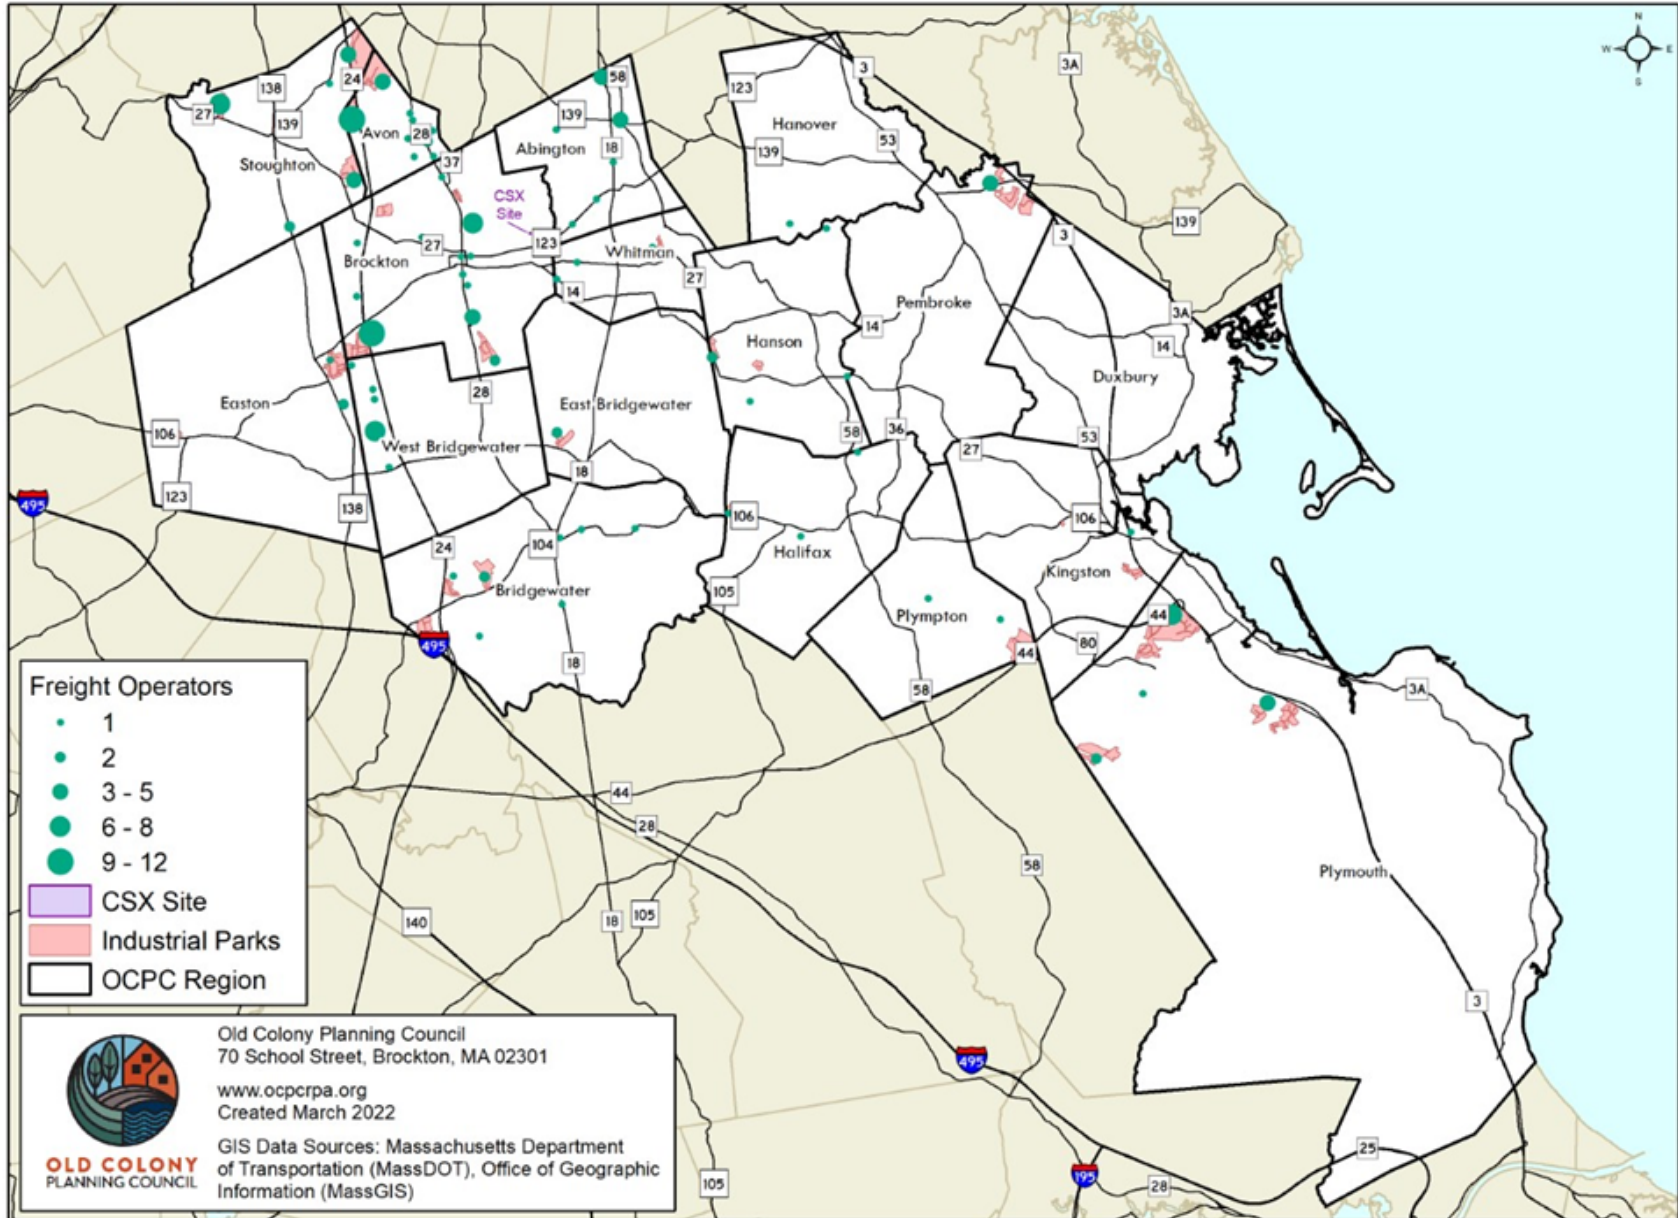 N
W
E
S
3
3A
58
24
138
123
27
139
139
Hanover
28
Avon
53
Abington
18
139
Stoughton
37
CSX
Site
139
123
27
3
Brockton
Whitman
27
14
Pembroke
3A
14
Hanson
14
Duxbury
28
Easton
East Bridgewater
106
58
36
53
West Bridgewater
27
18
123
495
138
106
106
24
104
Halifax
Kingston
105
Bridgewater
Plympton
44
80
495
44
18
58
3A
Freight Operators
1
2
3 - 5
6 - 8
9 - 12
CSX Site
Industrial Parks
OCPC Region
44
28
58
Plymouth
140
18
105
3
495
25
195
28
105
Old Colony Planning Council
70 School Street, Brockton, MA 02301
www.ocpcrpa.org
Created March 2022
GIS Data Sources: Massachusetts Department
of Transportation (MassDOT), Office of Geographic
Information (MassGIS)
OLD COLONY
PLANNING COUNCIL